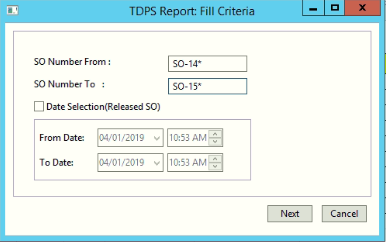 TDPS Report: Fill Criteria
SO Number From : SO-14*
SO Number To : SO-15*
Date Selection(Released SO)
From Date: 04/01/2019 10:53 AM
To Date: 04/01/2019 10:53 AM
Next Cancel